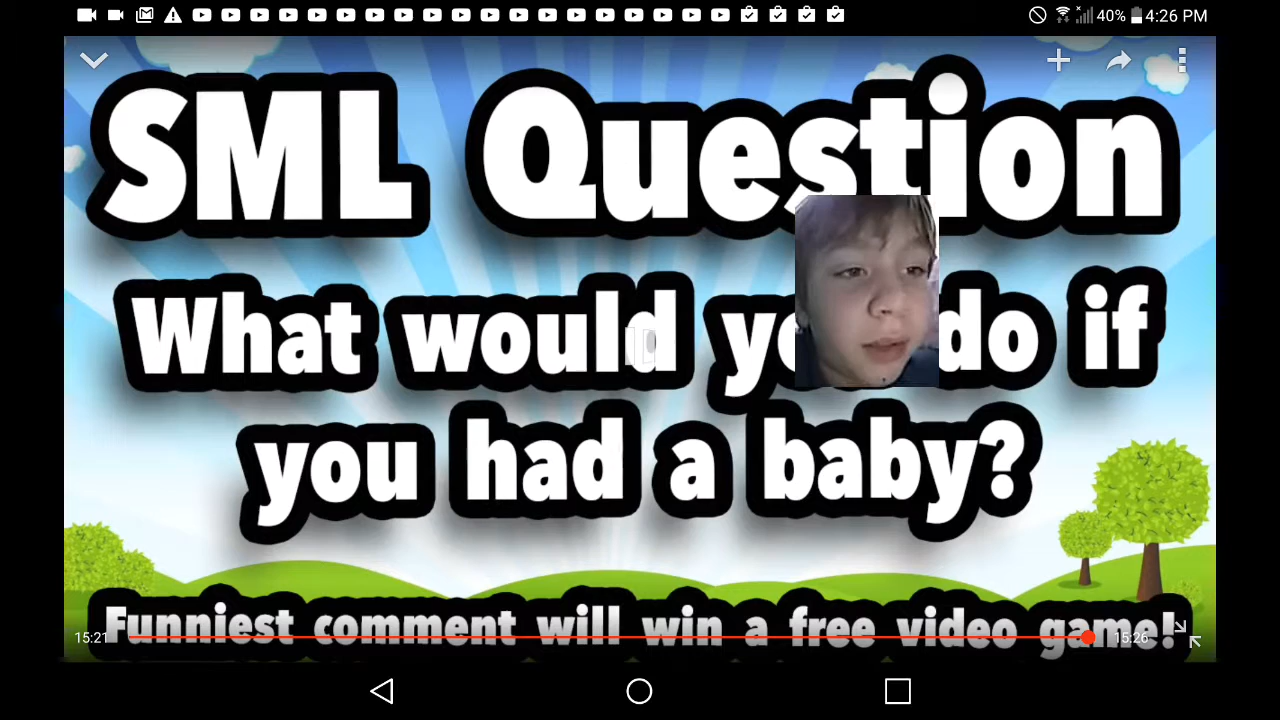 40% 4:26 PM
SML Question
What would yo do if
you had a baby?
Funniest comment will win a free video game!
15:21 15:26